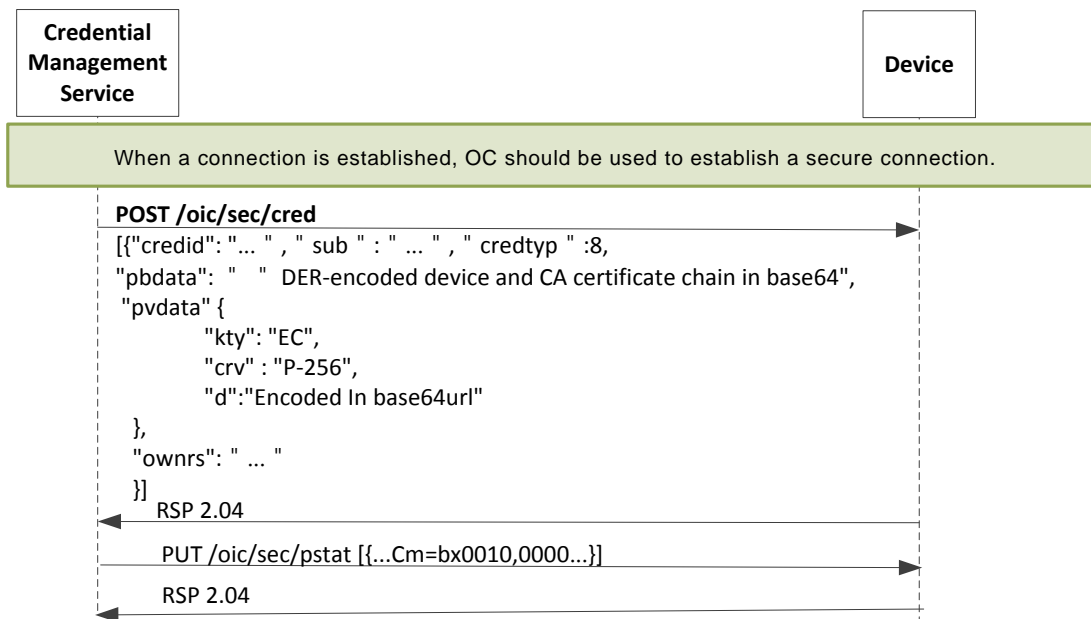 Credential
Management
Service
Device
When a connection is established, OC should be used to establish a secure connection.
POST /oic/sec/cred
[{"credid": "... " , " sub " : " ... " , " credtyp " :8,
"pbdata": " " DER-encoded device and CA certificate chain in base64",
"pvdata" {
"kty": "EC",
"crv" : "P-256",
"d":"Encoded In base64url"
},
"ownrs": " ... "
}]
RSP 2.04
PUT /oic/sec/pstat [{...Cm=bx0010,0000...}]
RSP 2.04